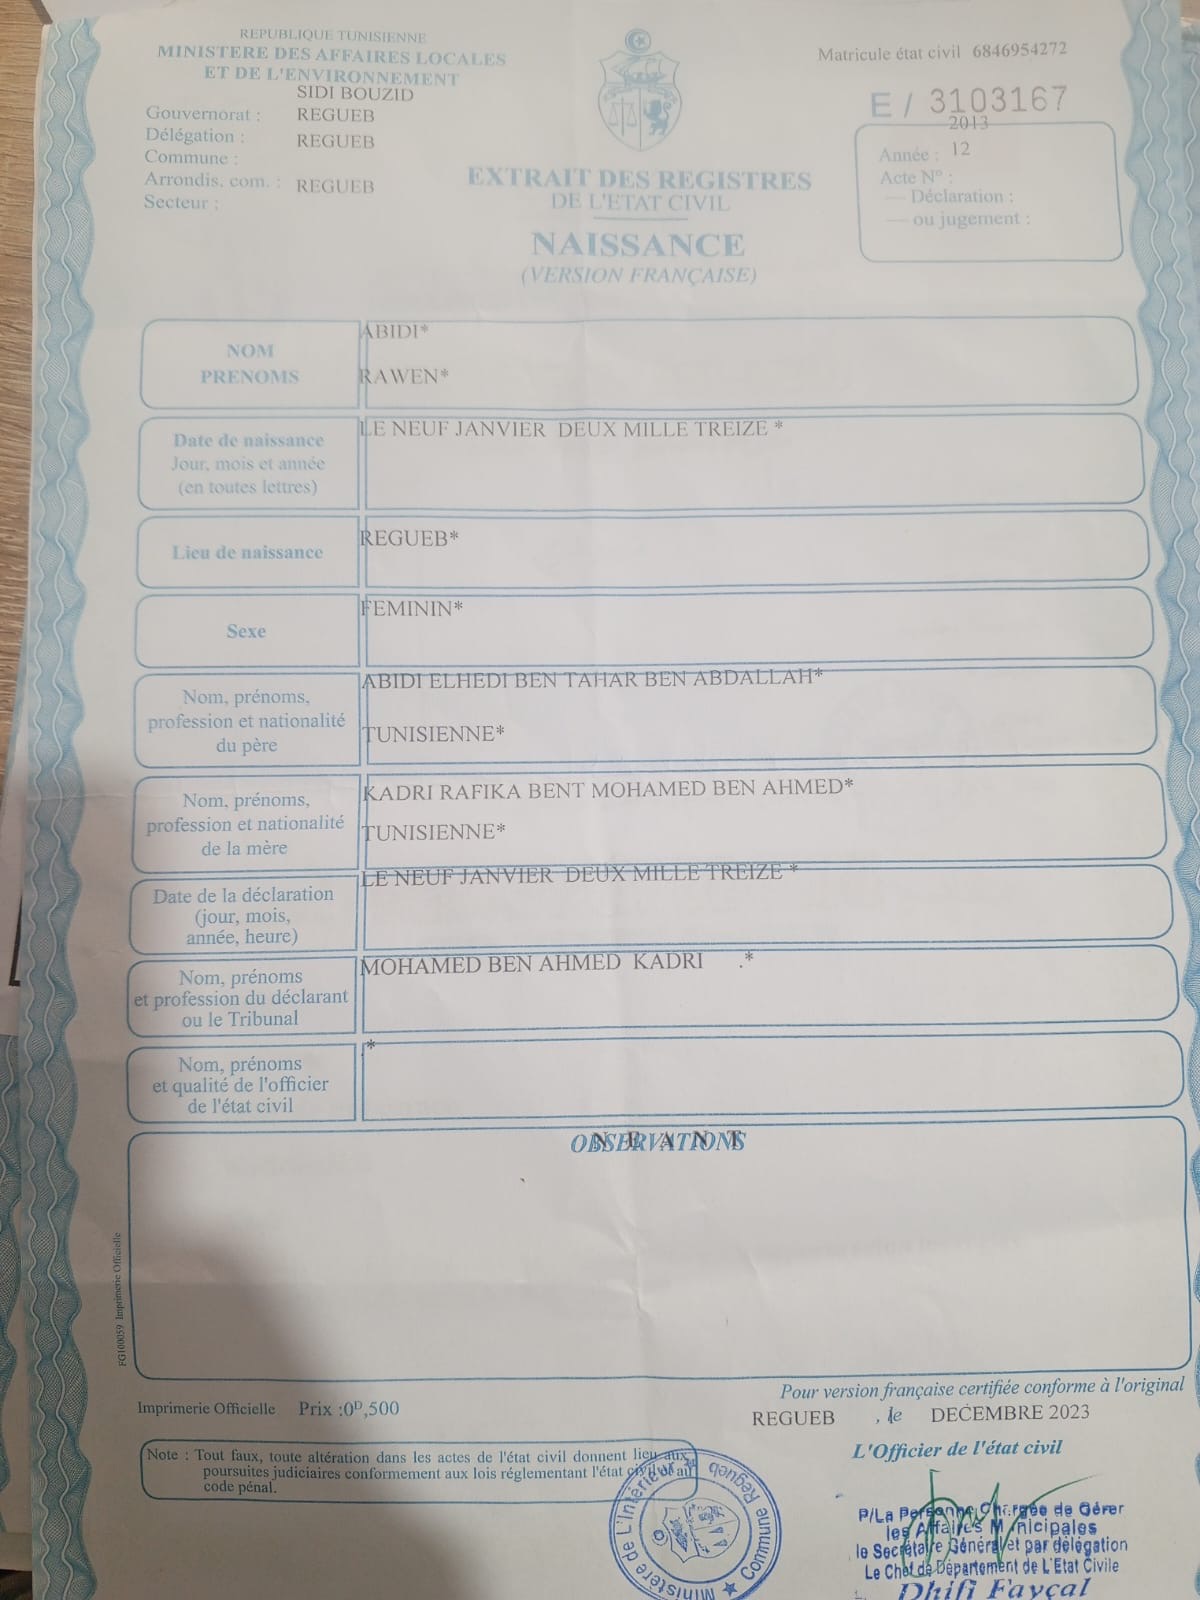 REPUBLIQUE TUNISIENNE
MINISTERE DES AFFAIRES LOCALES
ET DE L'ENVIRONNEMENT
SIDI BOUZID
Gouvernorat : REGUEB
Délégation : REGUEB
Commune :
Arrondis. com. : REGUEB
Secteur :
Matricule état civil 6846954272
E / 3103167
2013
Année : 12
Acte N° :
— Déclaration :
— ou jugement :
EXTRAIT DES REGISTRES
DE L'ETAT CIVIL
NAISSANCE
(VERSION FRANÇAISE)
NOM
PRENOMS
ABIDI*
RAWEN*
Date de naissance
Jour, mois et année
(en toutes lettres)
LE NEUF JANVIER DEUX MILLE TREIZE *
Lieu de naissance
REGUEB*
Sexe
FEMININ*
Nom, prénoms,
profession et nationalité
du père
ABIDI ELHEDI BEN TAHAR BEN ABDALLAH*
TUNISIENNE*
Nom, prénoms,
profession et nationalité
de la mère
KADRI RAFIKA BENT MOHAMED BEN AHMED*
TUNISIENNE*
Date de la déclaration
(jour, mois,
année, heure)
LE NEUF JANVIER DEUX MILLE TREIZE *
Nom, prénoms
et profession du déclarant
ou le Tribunal
MOHAMED BEN AHMED KADRI .*
Nom, prénoms
et qualité de l'officier
de l'état civil
*
OBSERVATIONS
N E A N T
FG100059 Imprimerie Officielle
Pour version française certifiée conforme à l'original
Imprimerie Officielle Prix :0ᴰ,500
REGUEB , le DECEMBRE 2023
L'Officier de l'état civil
Note : Tout faux, toute altération dans les actes de l'état civil donnent lieu aux
poursuites judiciaires conformement aux lois réglementant l'état civil et au
code pénal.
Ministère de L'Intérieur ★ Commune Regueb ★
P/La Personne Chargée de Gérer
les Affaires Municipales
le Secrétaire Général et par délégation
Le Chef de Département de L'Etat Civile
Dhifi Fayçal